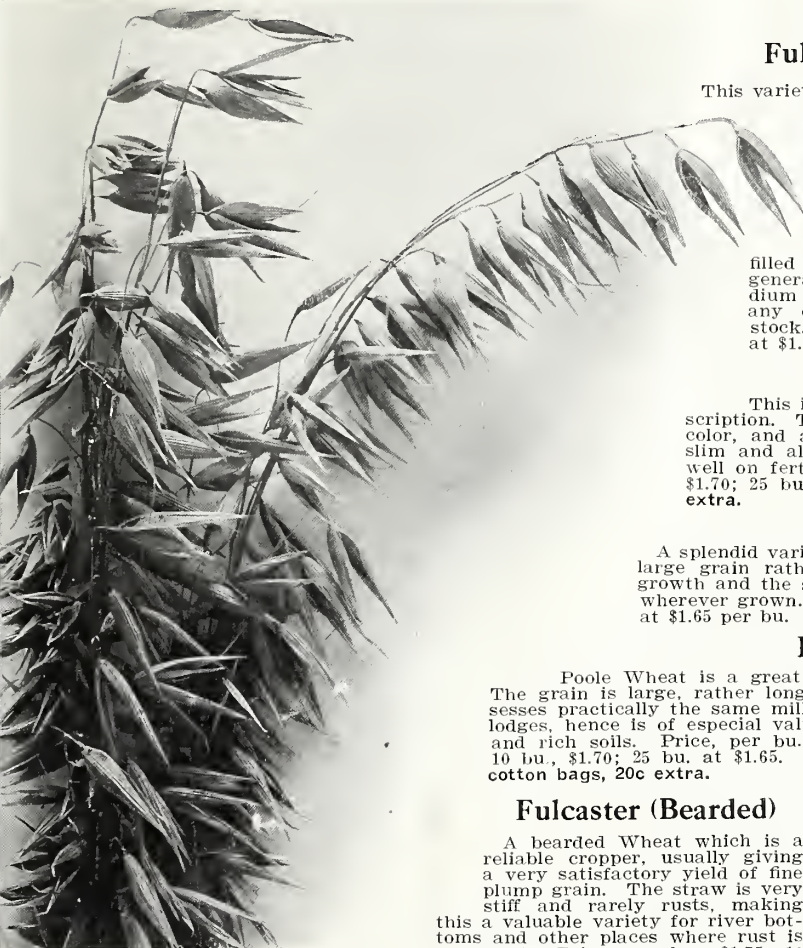 Ful
This varie
filled
genera
dium
any
stock.
at $1.
This i
scription. T
color, and a
slim and al
well on fert
$1.70; 25 bu
extra.
A splendid vari
large grain rath
growth and the s
wherever grown.
at $1.65 per bu.
Poole Wheat is a great
The grain is large, rather long
sesses practically the same mil
lodges, hence is of especial val
and rich soils. Price, per bu.
10 bu., $1.70; 25 bu. at $1.65.
cotton bags, 20c extra.
Fulcaster (Bearded)
A bearded Wheat which is a
reliable cropper, usually giving
a very satisfactory yield of fine
plump grain. The straw is very
stiff and rarely rusts, making
this a valuable variety for river bot-
toms and other places where rust is